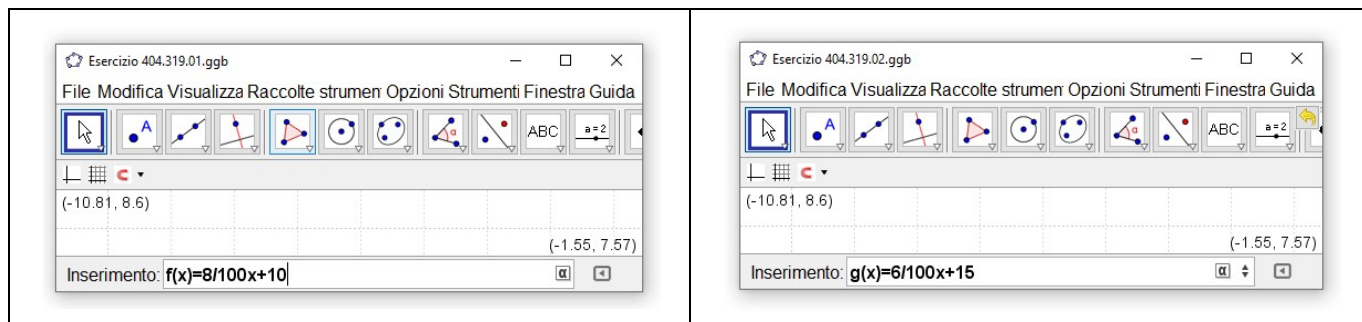 Esercizio 404.319.01.ggb
File Modifica Visualizza Raccolte strumen Opzioni Strumenti Finestra Guida
A
α
ABC
a=2
(-10.81, 8.6)
(-1.55, 7.57)
Inserimento: f(x)=8/100x+10
α
Esercizio 404.319.02.ggb
File Modifica Visualizza Raccolte strumen Opzioni Strumenti Finestra Guida
A
α
ABC
a=2
(-10.81, 8.6)
(-1.55, 7.57)
Inserimento: g(x)=6/100x+15
α